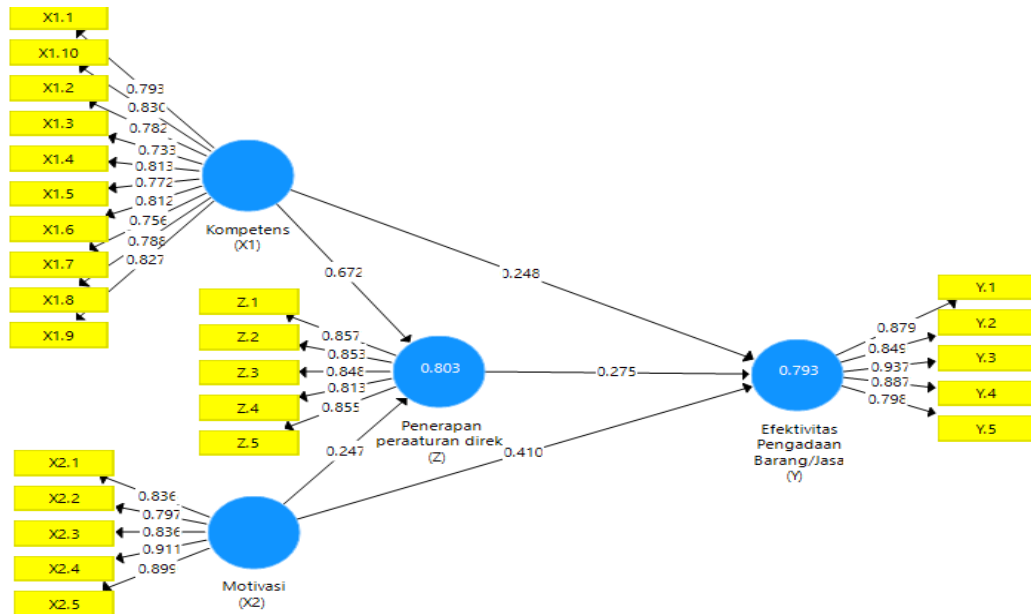 X1.1
X1.10
X1.2
X1.3
X1.4
X1.5
X1.6
X1.7
X1.8
X1.9
0.793
0.830
0.782
0.733
0.813
0.772
0.812
0.756
0.788
0.827
Kompetens
(X1)
0.672
0.248
Z.1
Z.2
Z.3
Z.4
Z.5
0.857
0.853
0.848
0.813
0.855
0.803
Penerapan
peraaturan direk
(Z)
0.275
0.247
0.410
X2.1
X2.2
X2.3
X2.4
X2.5
0.836
0.797
0.836
0.911
0.899
Motivasi
(X2)
0.793
Efektivitas
Pengadaan
Barang/Jasa
(Y)
0.879
0.849
0.937
0.887
0.798
Y.1
Y.2
Y.3
Y.4
Y.5